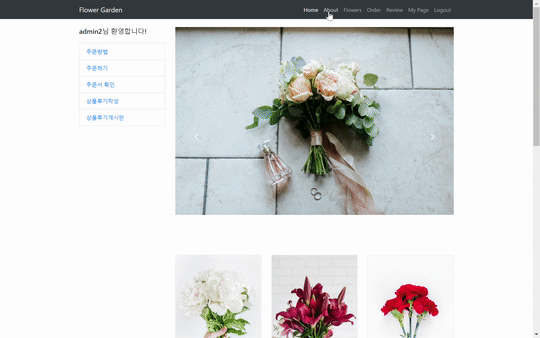 Flower Garden
Home About Flowers Order Review My Page Logout
admin2님 환영합니다!
주문방법
주문하기
주문서 확인
상품후기작성
상품후기게시판